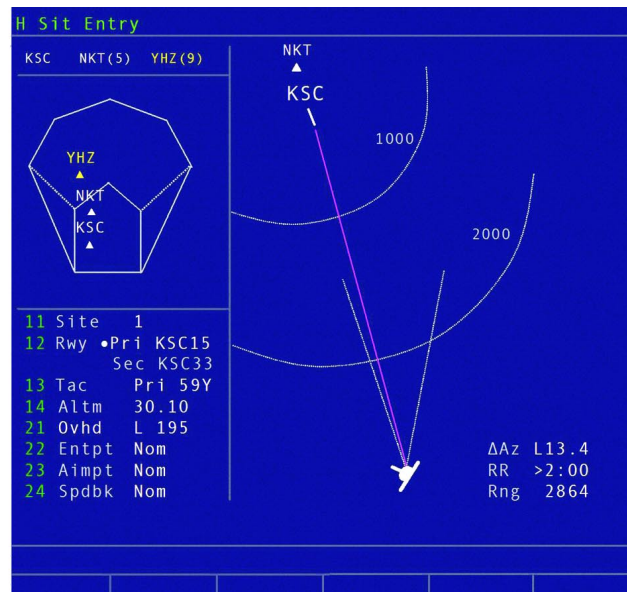 H Sit Entry
KSC NKT(5) YHZ(9)
YHZ
NKT
KSC
11 Site 1
12 Rwy •Pri KSC15
Sec KSC33
13 Tac Pri 59Y
14 Altm 30.10
21 Ovhd L 195
22 Entpt Nom
23 Aimpt Nom
24 Spdbk Nom
NKT
KSC
1000
2000
ΔAz L13.4
RR >2:00
Rng 2864